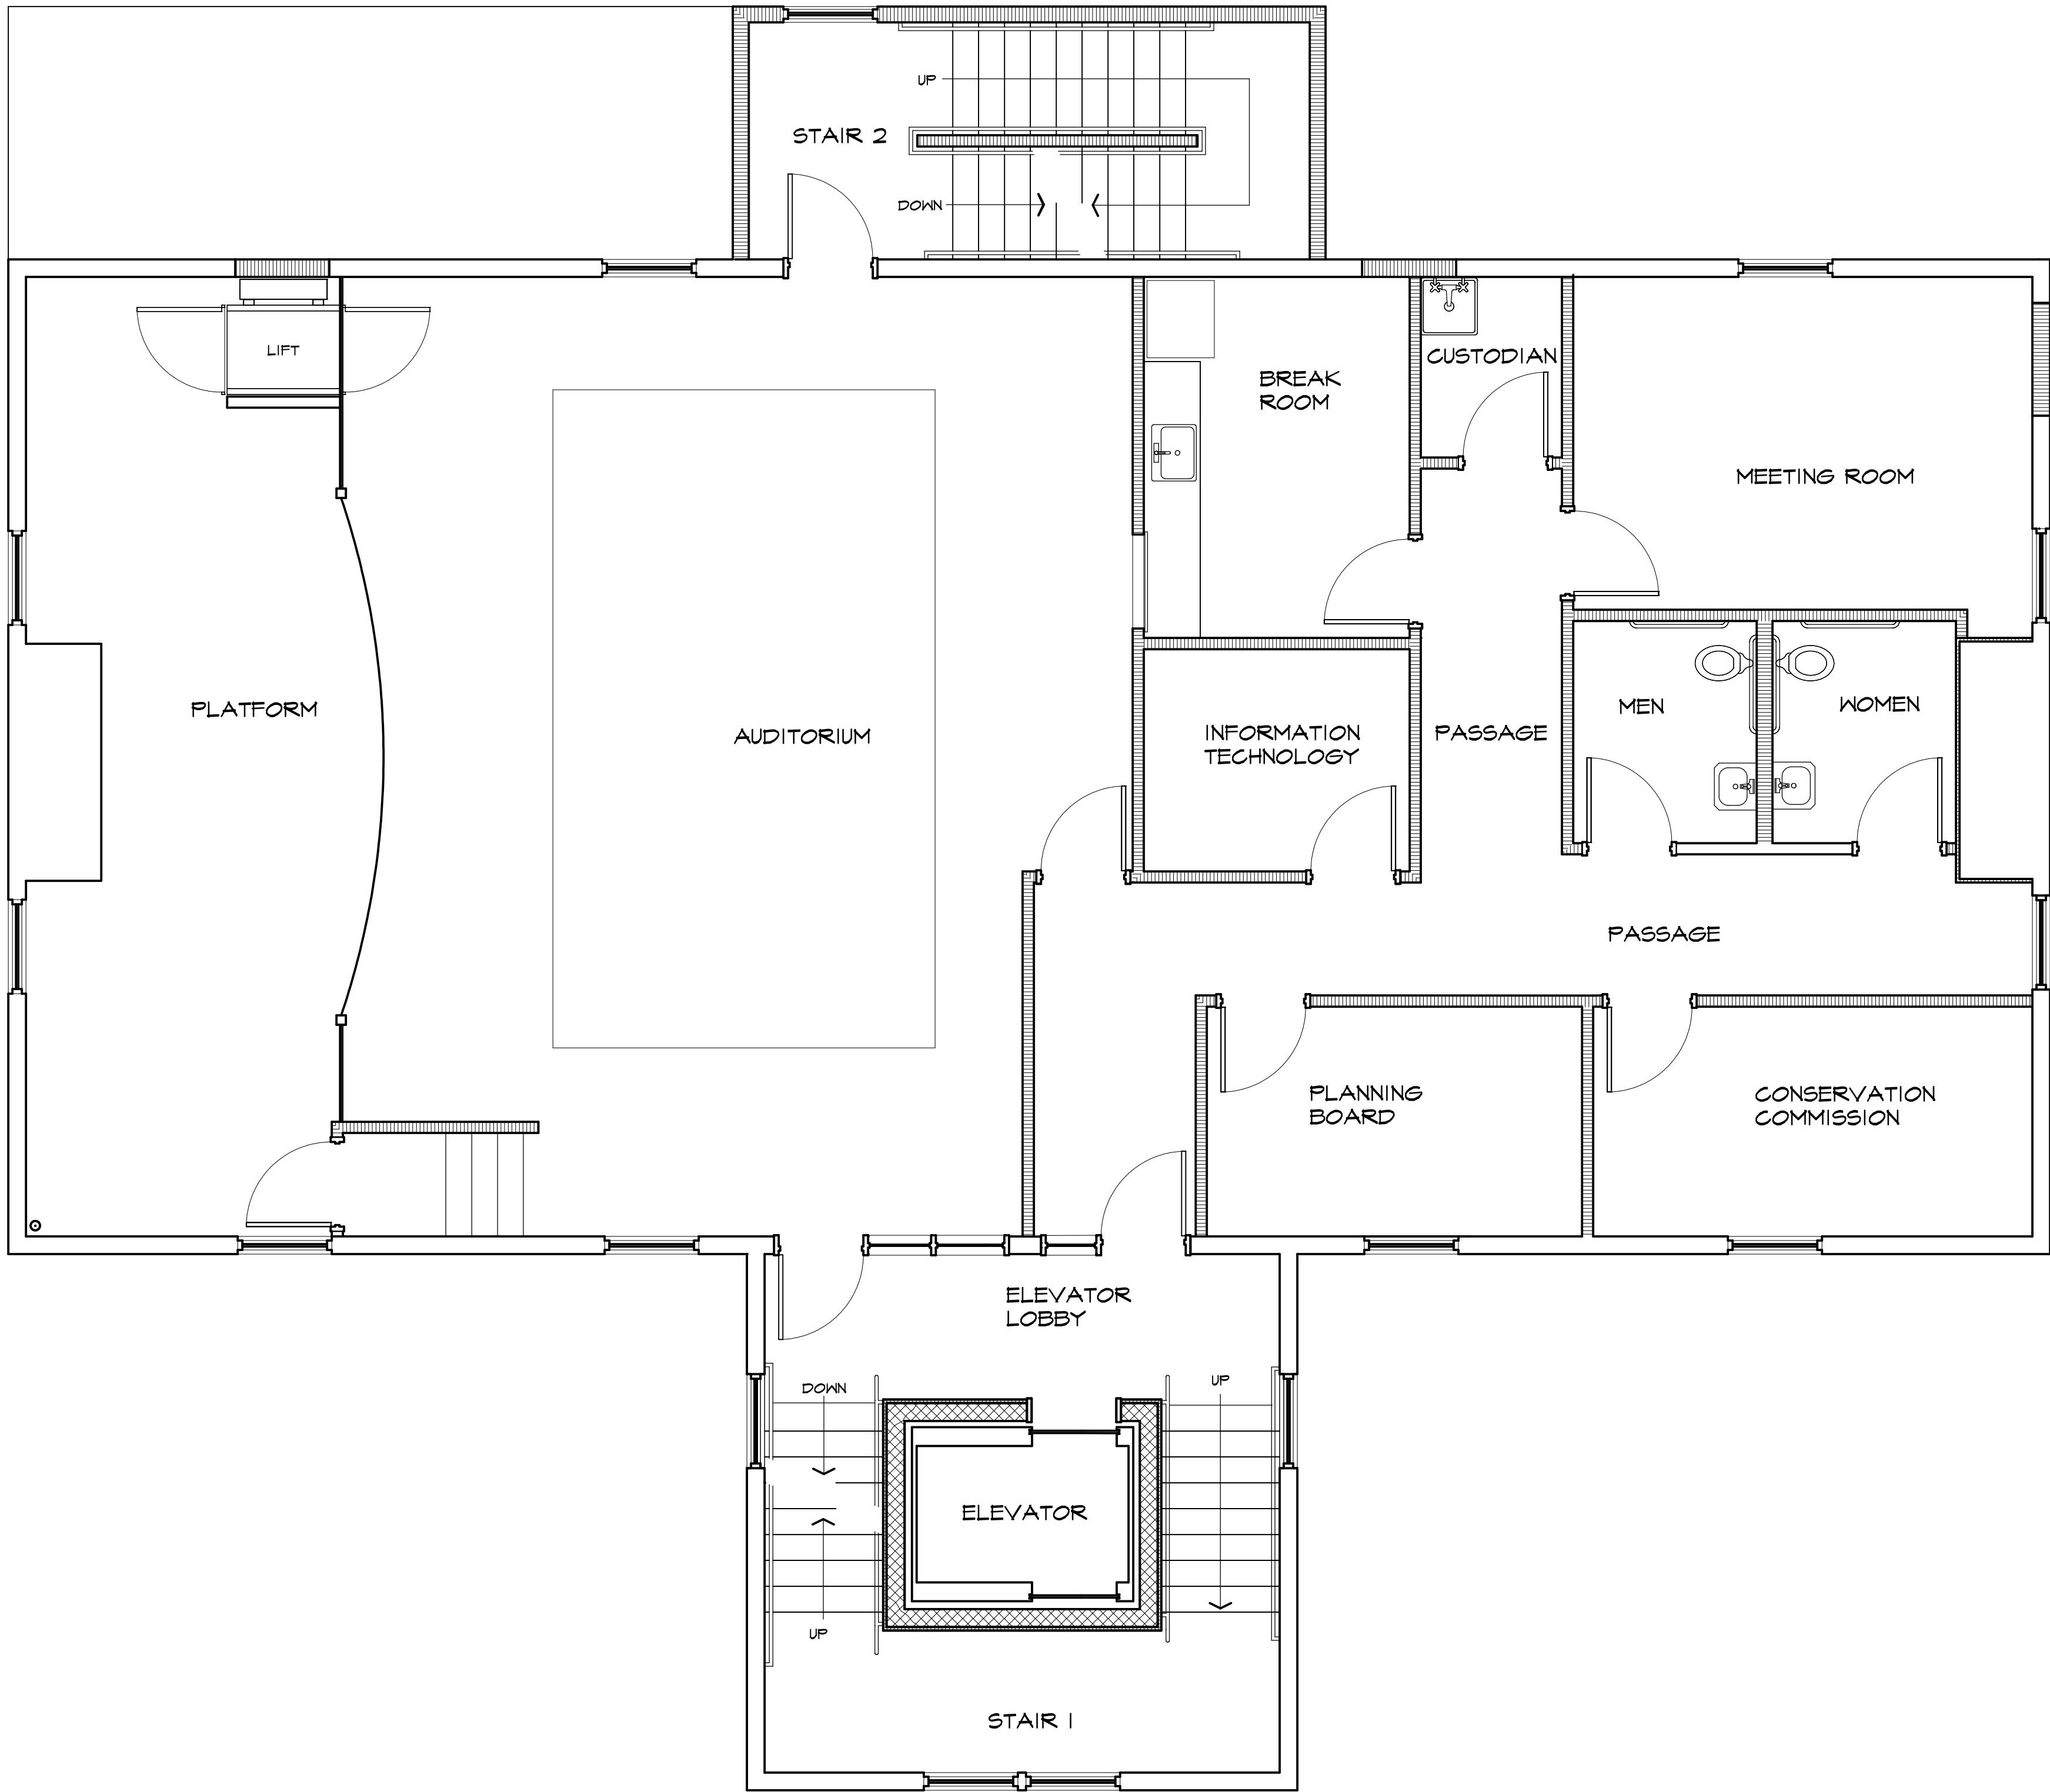 UP
STAIR 2
DOWN
LIFT
CUSTODIAN
BREAK
ROOM
MEETING ROOM
PLATFORM
AUDITORIUM
INFORMATION
TECHNOLOGY
PASSAGE
MEN
WOMEN
PASSAGE
PLANNING
BOARD
CONSERVATION
COMMISSION
ELEVATOR
LOBBY
DOWN
UP
ELEVATOR
UP
STAIR 1